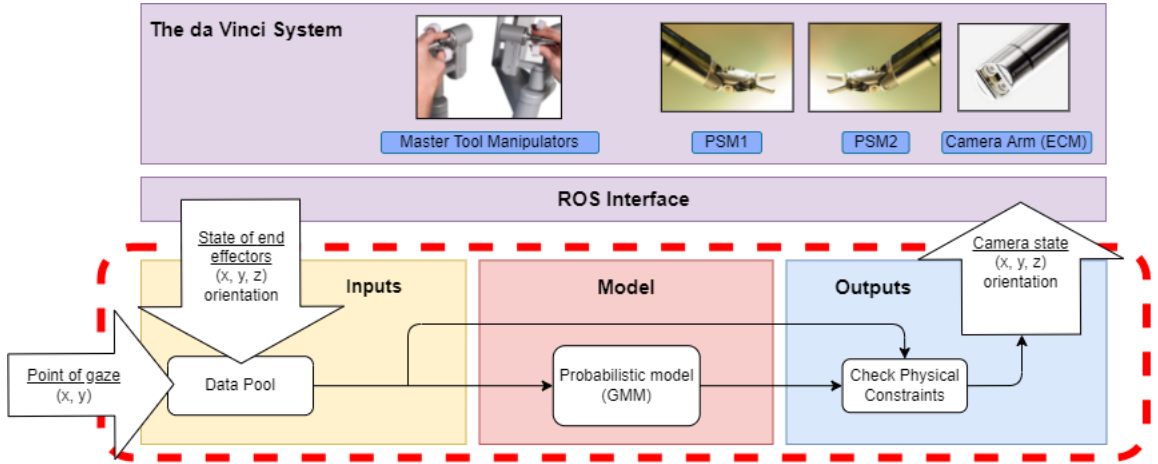 The da Vinci System
Master Tool Manipulators
PSM1
PSM2
Camera Arm (ECM)
ROS Interface
State of end
effectors
(x, y, z)
orientation
Camera state
(x, y, z)
orientation
Inputs
Model
Outputs
Point of gaze
(x, y)
Data Pool
Probabilistic model
(GMM)
Check Physical
Constraints